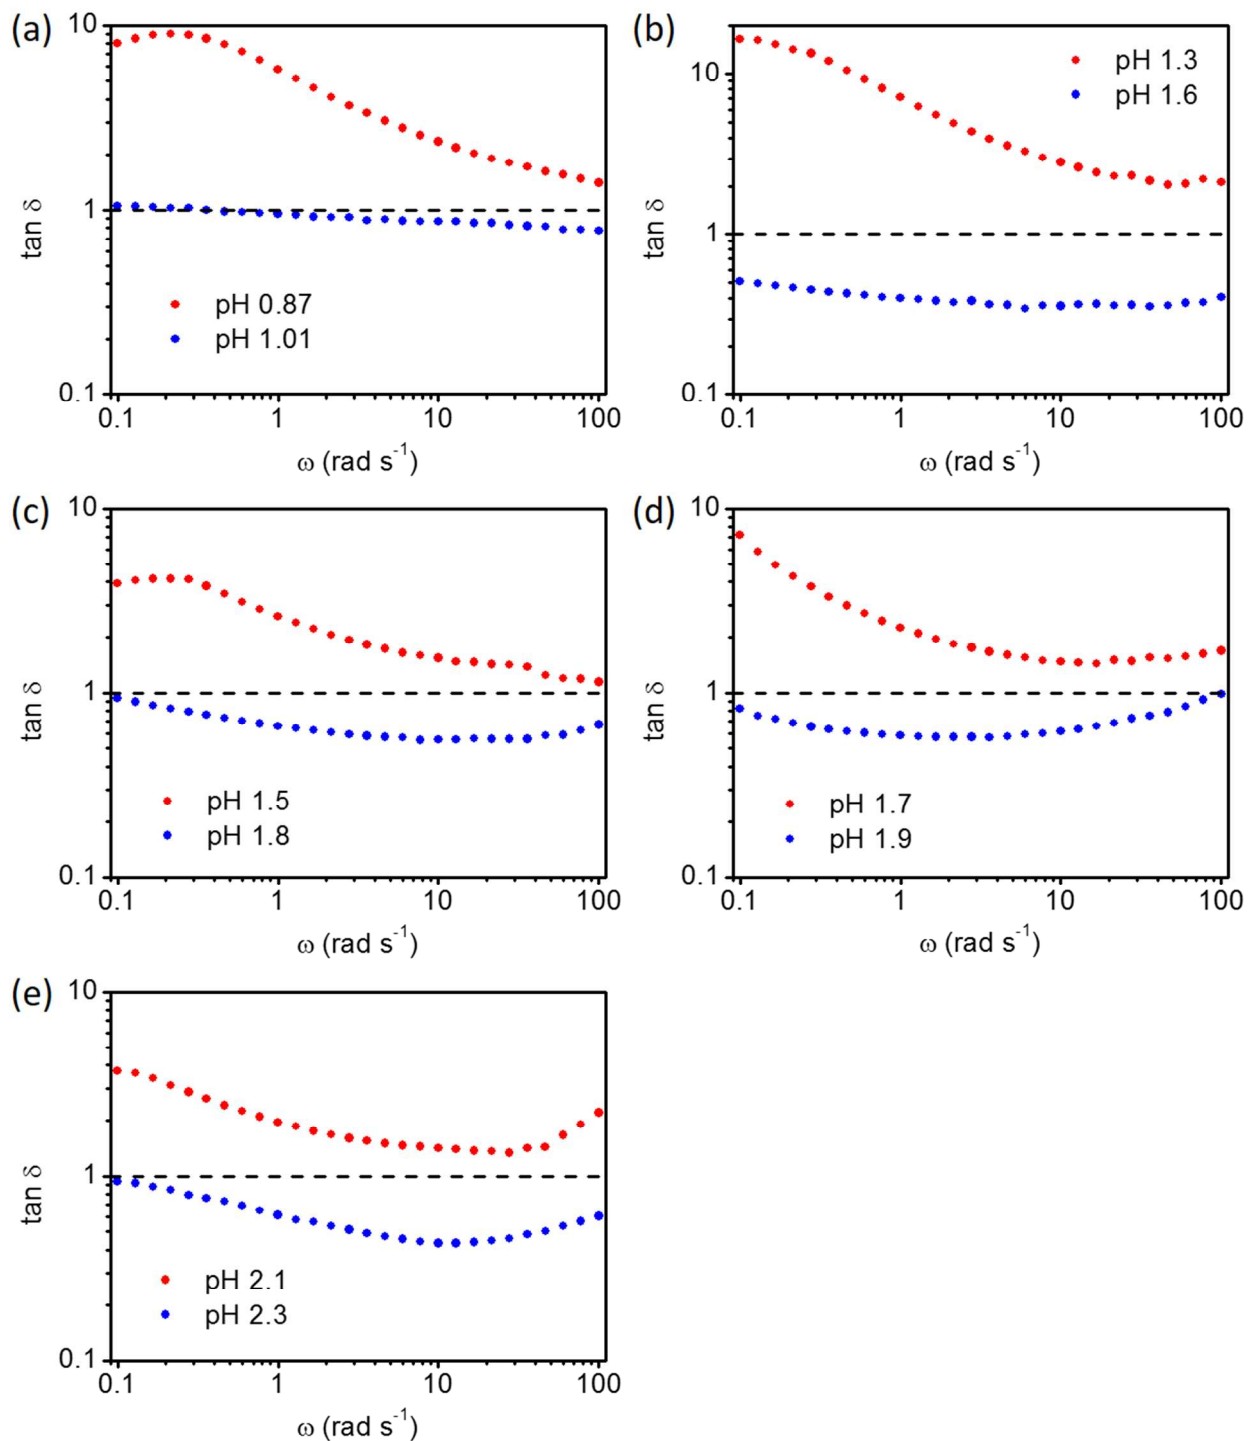 (a)
10
1
0.1
tan δ
pH 0.87
pH 1.01
0.1
1
10
100
ω (rad s⁻¹)
(b)
10
1
0.1
tan δ
pH 1.3
pH 1.6
0.1
1
10
100
ω (rad s⁻¹)
(c)
10
1
0.1
tan δ
pH 1.5
pH 1.8
0.1
1
10
100
ω (rad s⁻¹)
(d)
10
1
0.1
tan δ
pH 1.7
pH 1.9
0.1
1
10
100
ω (rad s⁻¹)
(e)
10
1
0.1
tan δ
pH 2.1
pH 2.3
0.1
1
10
100
ω (rad s⁻¹)